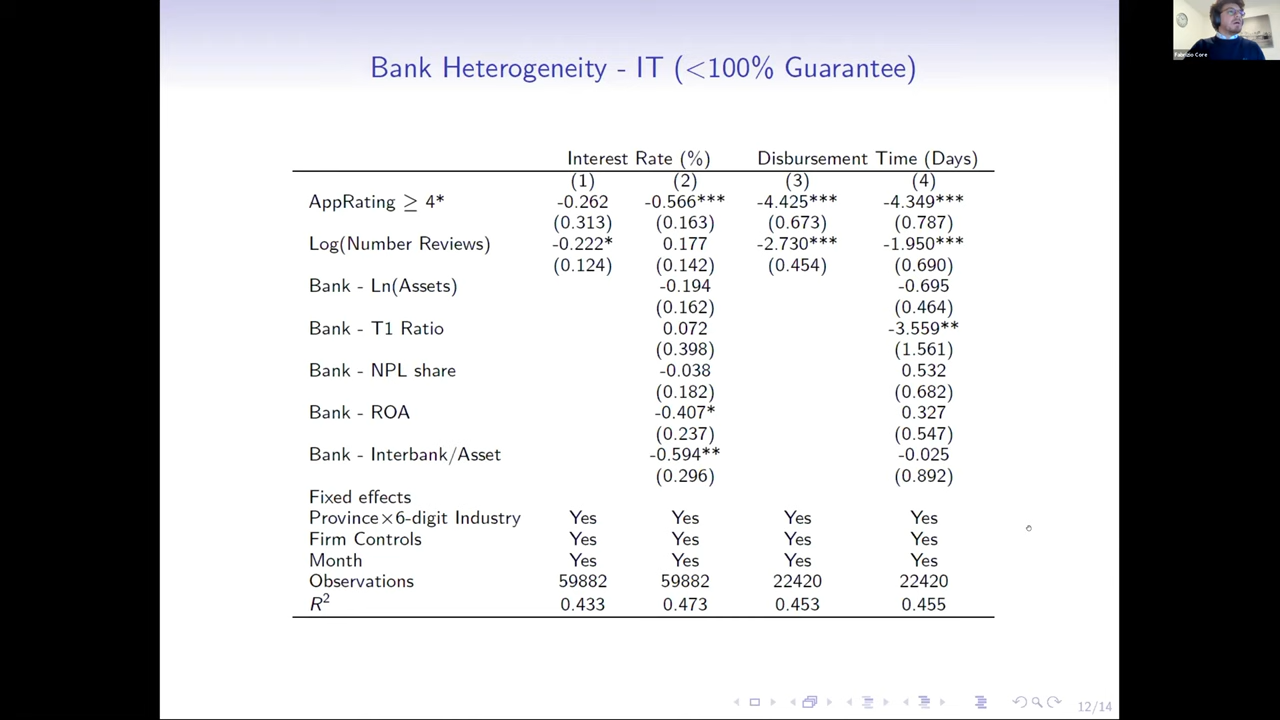 Bank Heterogeneity - IT (<100% Guarantee)
Interest Rate (%) Disbursement Time (Days)
(1) (2) (3) (4)
AppRating ≥ 4* -0.262 -0.566*** -4.425*** -4.349***
(0.313) (0.163) (0.673) (0.787)
Log(Number Reviews) -0.222* 0.177 -2.730*** -1.950***
(0.124) (0.142) (0.454) (0.690)
Bank - Ln(Assets) -0.194 -0.695
(0.162) (0.464)
Bank - T1 Ratio 0.072 -3.559**
(0.398) (1.561)
Bank - NPL share -0.038 0.532
(0.182) (0.682)
Bank - ROA -0.407* 0.327
(0.237) (0.547)
Bank - Interbank/Asset -0.594** -0.025
(0.296) (0.892)
Fixed effects
Province×6-digit Industry Yes Yes Yes Yes
Firm Controls Yes Yes Yes Yes
Month Yes Yes Yes Yes
Observations 59882 59882 22420 22420
R² 0.433 0.473 0.453 0.455
12/14
Fabrizio Core